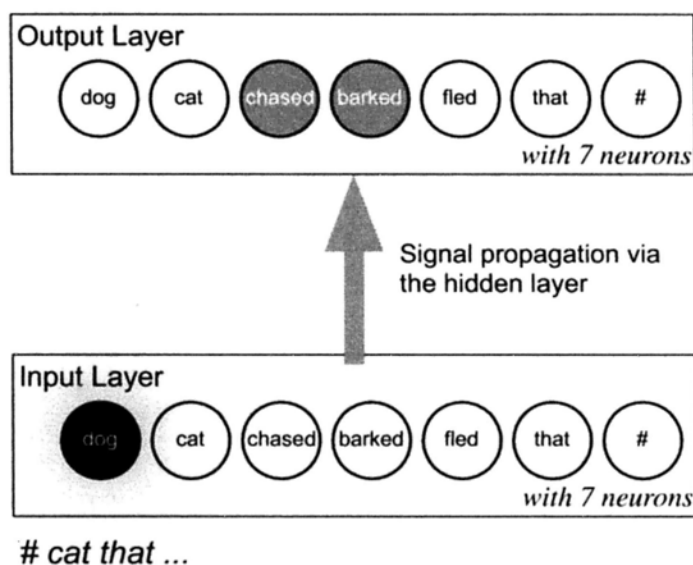 Output Layer
dog cat chased barked fled that #
with 7 neurons
Signal propagation via
the hidden layer
Input Layer
dog cat chased barked fled that #
with 7 neurons
# cat that ...